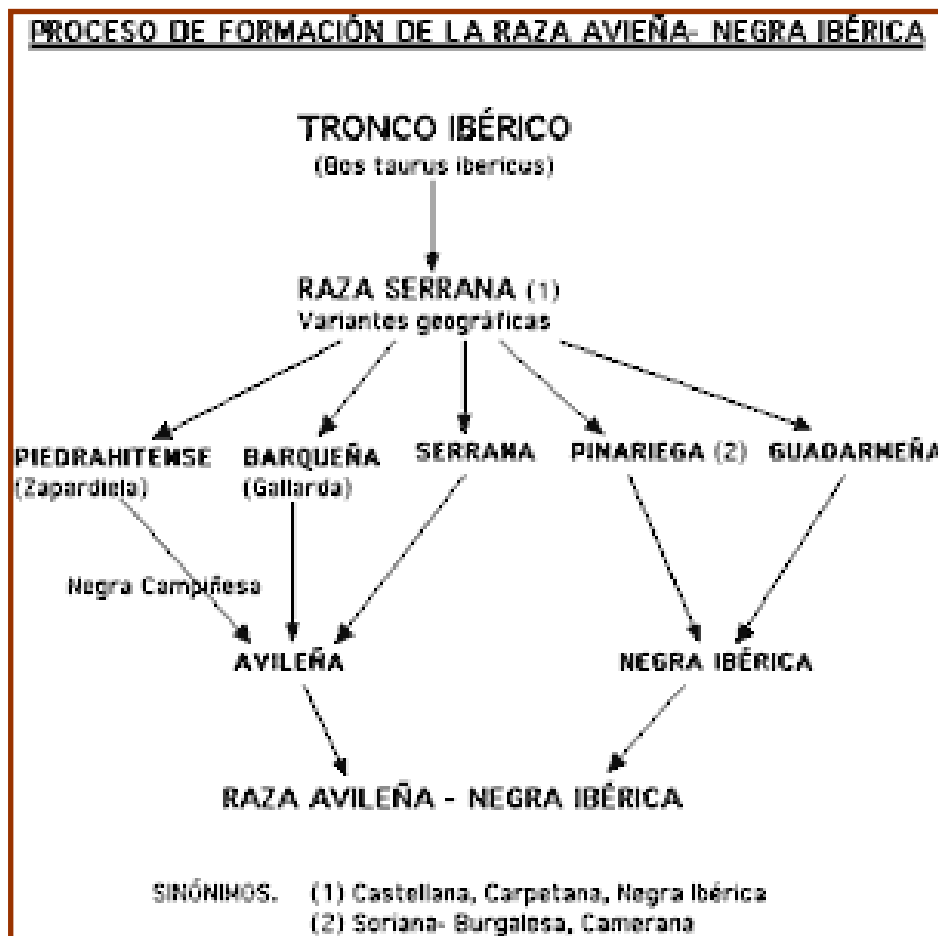 PROCESO DE FORMACIÓN DE LA RAZA AVIEÑA- NEGRA IBÉRICA
TRONCO IBÉRICO
(Bos taurus ibericus)
RAZA SERRANA (1)
Variantes geográficas
PIEDRAHITENSE BARQUEÑA SERRANA PINARIEGA (2) GUADARMEÑA
(Zapardiela) (Gallarda)
Negra Campiñesa
AVILEÑA NEGRA IBÉRICA
RAZA AVILEÑA - NEGRA IBÉRICA
SINÓNIMOS. (1) Castellana, Carpetana, Negra Ibérica
(2) Soriana- Burgalesa, Camerana